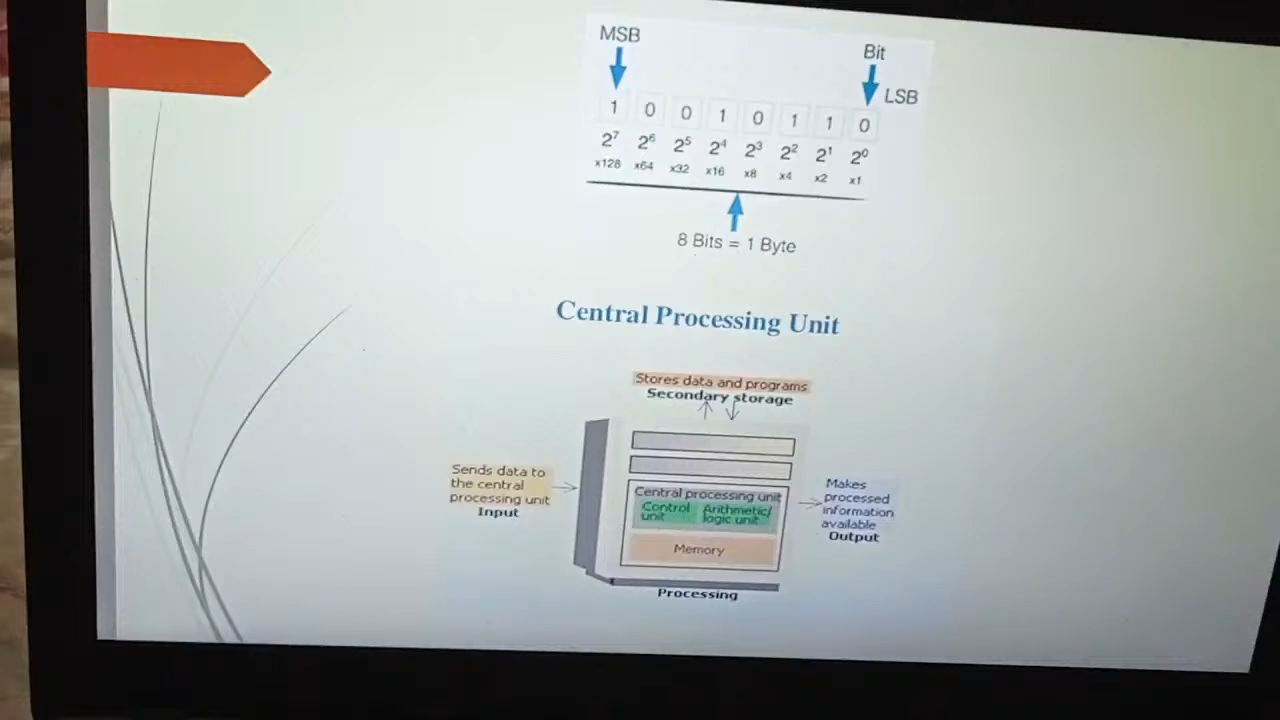 MSB
Bit
LSB
1 0 0 1 0 1 1 0
2⁷ 2⁶ 2⁵ 2⁴ 2³ 2² 2¹ 2⁰
x128 x64 x32 x16 x8 x4 x2 x1
8 Bits = 1 Byte
Central Processing Unit
Stores data and programs
Secondary storage
Sends data to
the central
processing unit
Input
Central processing unit
Control
unit
Arithmetic/
logic unit
Memory
Processing
Makes
processed
information
available
Output